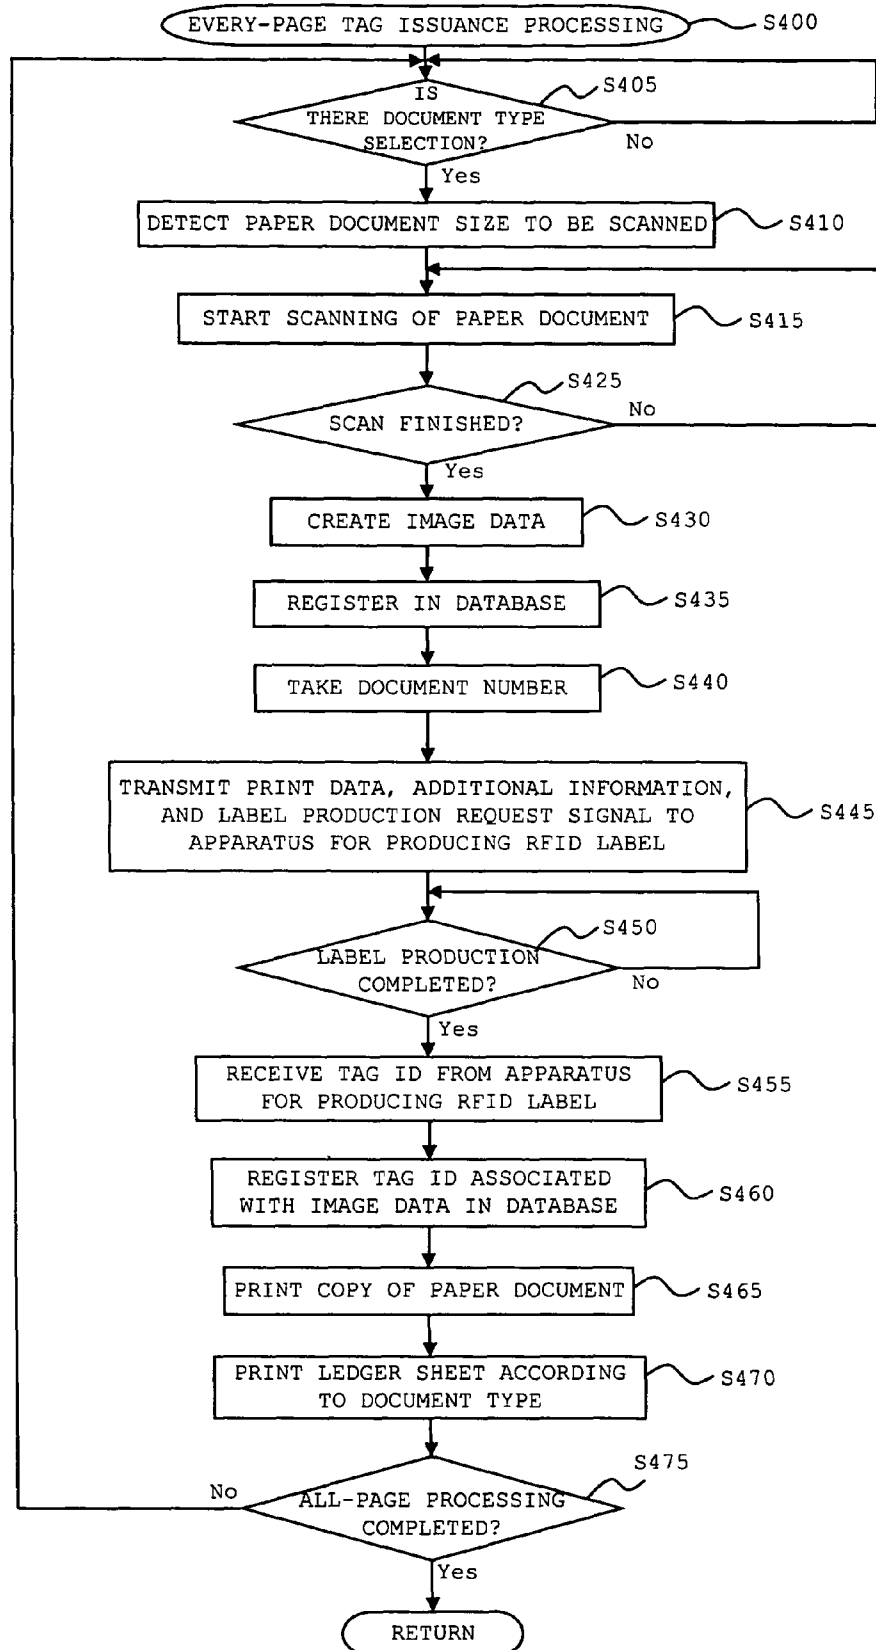 EVERY-PAGE TAG ISSUANCE PROCESSING
S400
IS
THERE DOCUMENT TYPE
SELECTION?
S405
No
Yes
DETECT PAPER DOCUMENT SIZE TO BE SCANNED
S410
START SCANNING OF PAPER DOCUMENT
S415
S425
SCAN FINISHED?
No
Yes
CREATE IMAGE DATA
S430
REGISTER IN DATABASE
S435
TAKE DOCUMENT NUMBER
S440
TRANSMIT PRINT DATA, ADDITIONAL INFORMATION,
AND LABEL PRODUCTION REQUEST SIGNAL TO
APPARATUS FOR PRODUCING RFID LABEL
S445
S450
LABEL PRODUCTION
COMPLETED?
No
Yes
RECEIVE TAG ID FROM APPARATUS
FOR PRODUCING RFID LABEL
S455
REGISTER TAG ID ASSOCIATED
WITH IMAGE DATA IN DATABASE
S460
PRINT COPY OF PAPER DOCUMENT
S465
PRINT LEDGER SHEET ACCORDING
TO DOCUMENT TYPE
S470
S475
No
ALL-PAGE PROCESSING
COMPLETED?
Yes
RETURN